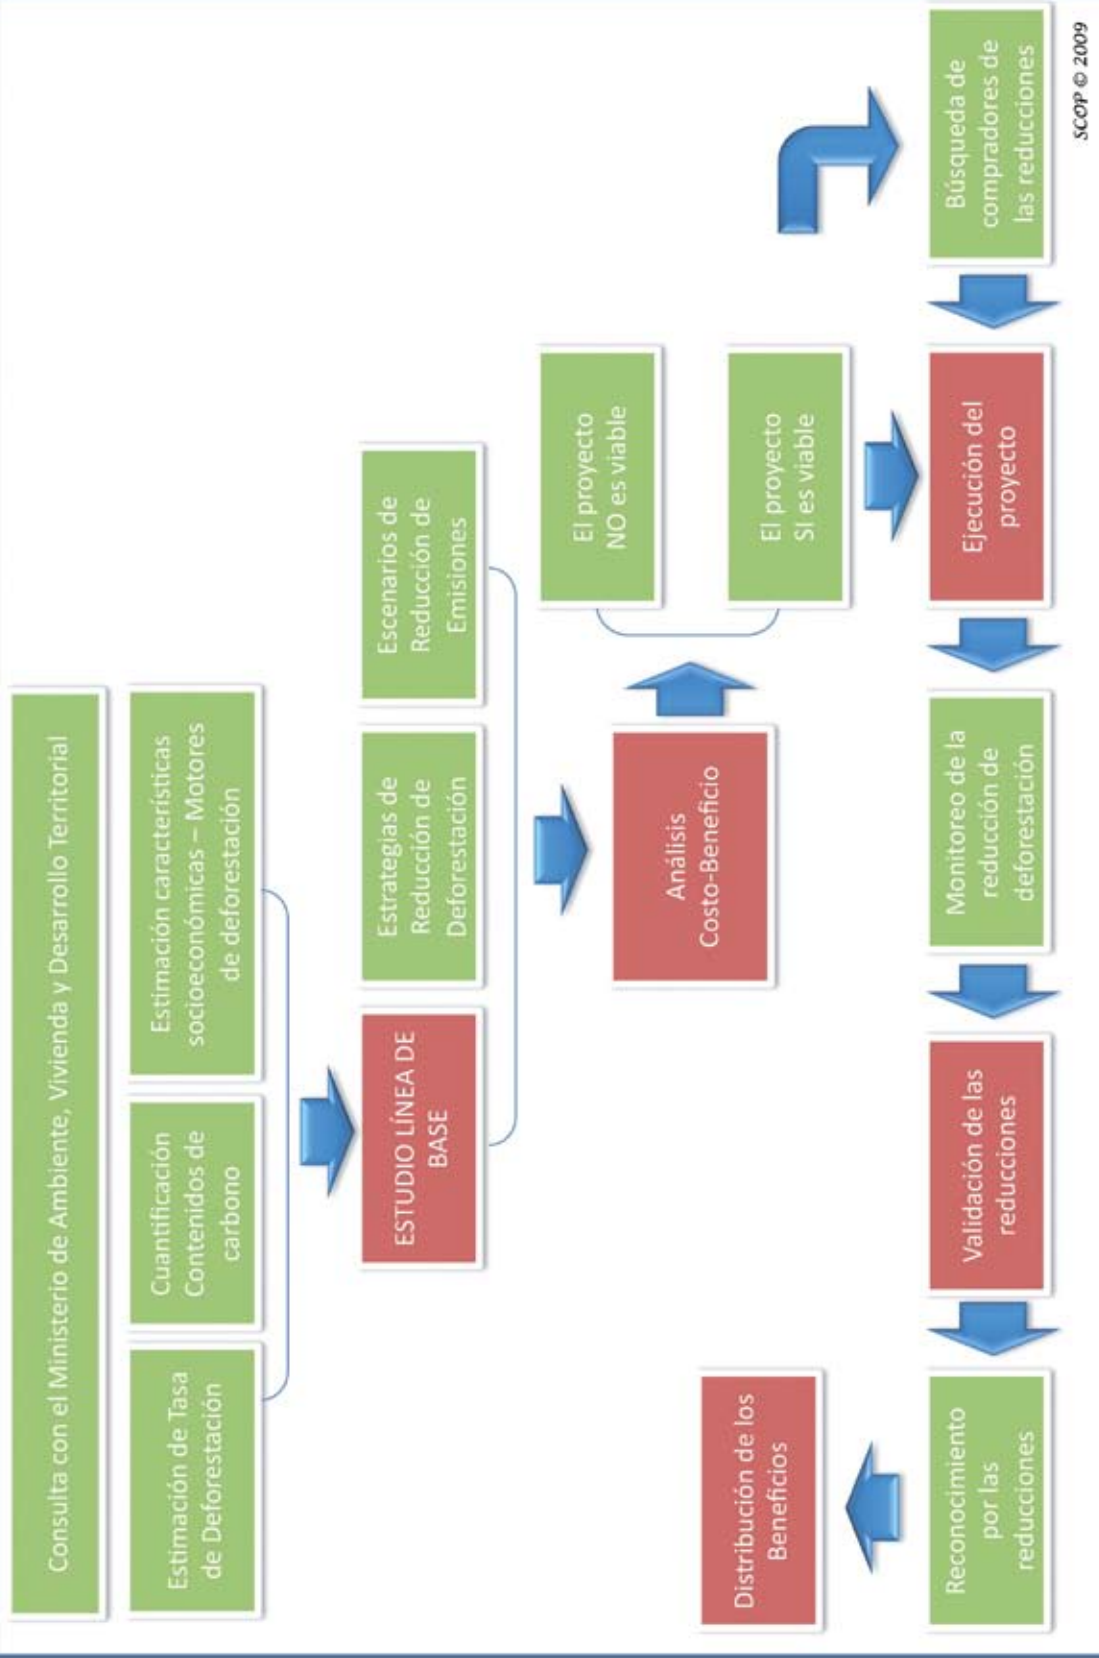 Consulta con el Ministerio de Ambiente, Vivienda y Desarrollo Territorial
Estimación de Tasa
de Deforestación
Cuantificación
Contenidos de
carbono
Estimación características
socioeconómicas – Motores
de deforestación
ESTUDIO LÍNEA DE
BASE
Estrategias de
Reducción de
Deforestación
Escenarios de
Reducción de
Emisiones
Análisis
Costo-Beneficio
El proyecto
NO es viable
El proyecto
SI es viable
Búsqueda de
compradores de
las reducciones
Ejecución del
proyecto
Monitoreo de la
reducción de
deforestación
Validación de las
reducciones
Reconocimiento
por las
reducciones
Distribución de los
Beneficios
SCOP © 2009